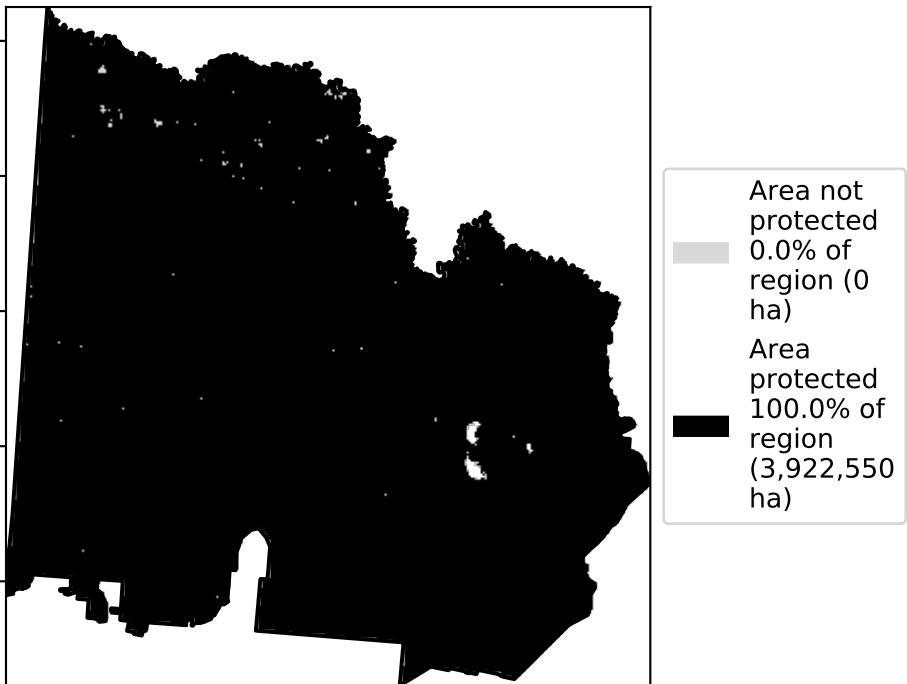 Area not
protected
0.0% of
region (0
ha)
Area
protected
100.0% of
region
(3,922,550
ha)